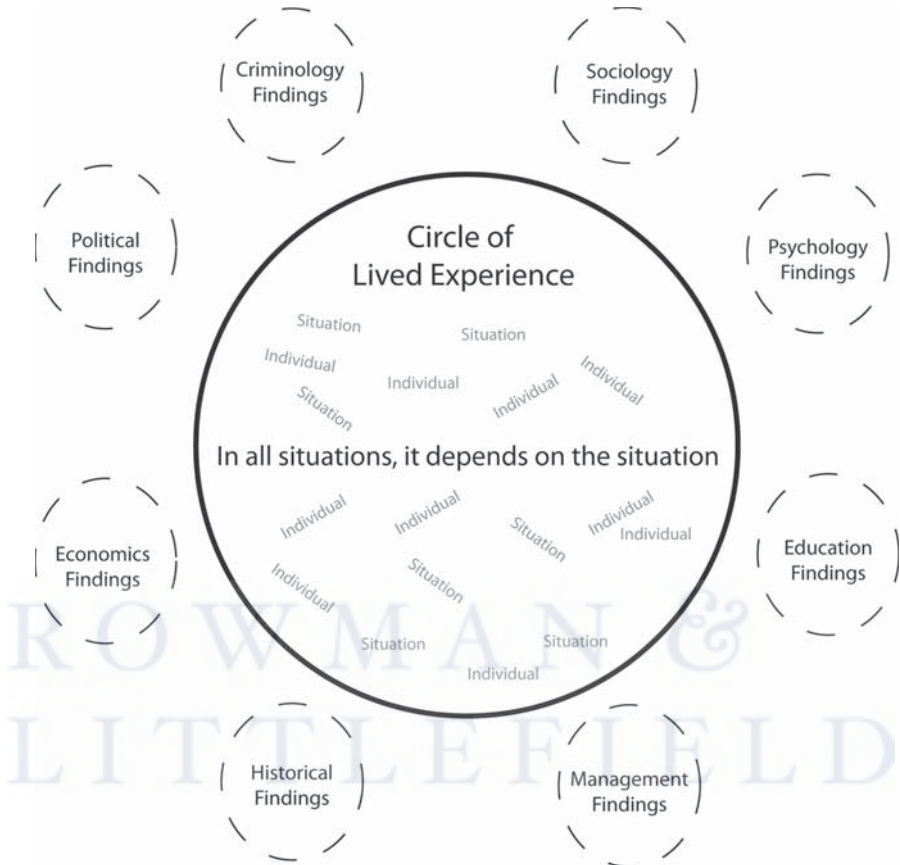 Criminology
Findings
Sociology
Findings
Political
Findings
Psychology
Findings
Circle of
Lived Experience
Situation
Situation
Individual
Individual
Individual
Individual
Situation
In all situations, it depends on the situation
Individual
Individual
Individual
Situation
Individual
Economics
Findings
Education
Findings
Individual
Situation
Situation
Situation
Individual
ROWMAN &
LITTLEFIELD
Historical
Findings
Management
Findings